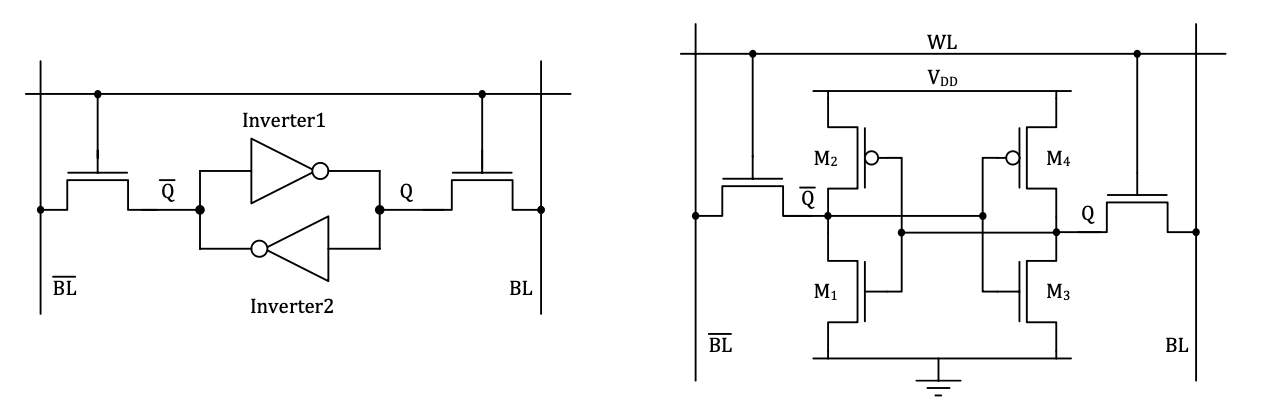 Inverter1
Q̅
Q
B̅L̅
BL
Inverter2
WL
V_DD
M₂
M₄
Q̅
Q
M₁
M₃
B̅L̅
BL